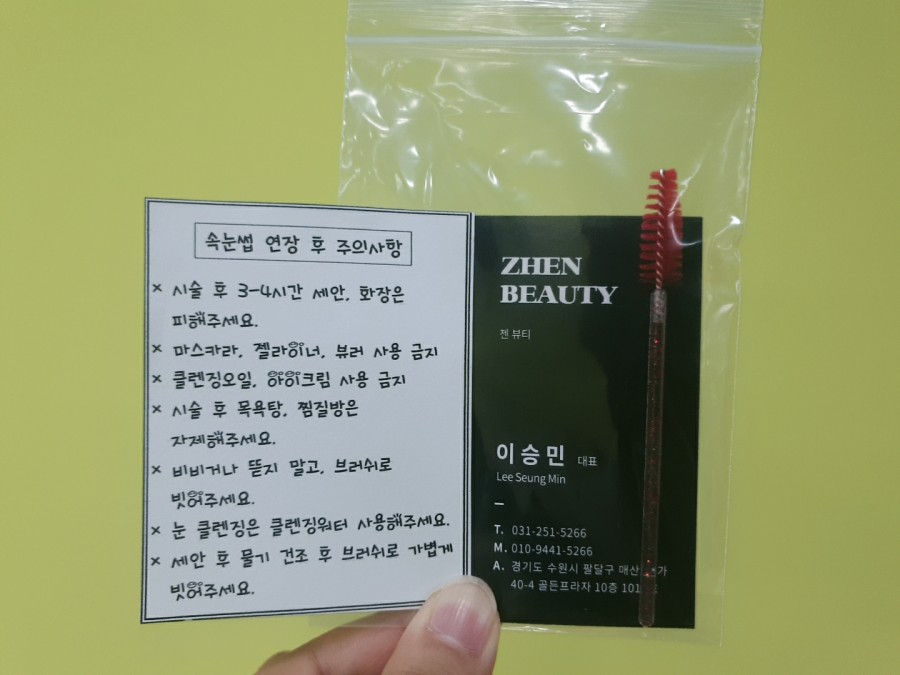 속눈썹 연장 후 주의사항
× 시술 후 3-4시간 세안, 화장은
피해주세요.
× 마스카라, 젤라이너, 뷰러 사용 금지
× 클렌징오일, 아이크림 사용 금지
× 시술 후 목욕탕, 찜질방은
자제해주세요.
× 비비거나 뜯지 말고, 브러쉬로
빗어주세요.
× 눈 클렌징은 클렌징워터 사용해주세요.
× 세안 후 물기 건조 후 브러쉬로 가볍게
빗어주세요.
ZHEN
BEAUTY
젠 뷰티
이승민 대표
Lee Seung Min
T. 031-251-5266
M. 010-9441-5266
A. 경기도 수원시 팔달구
40-4 골든프라자 10층